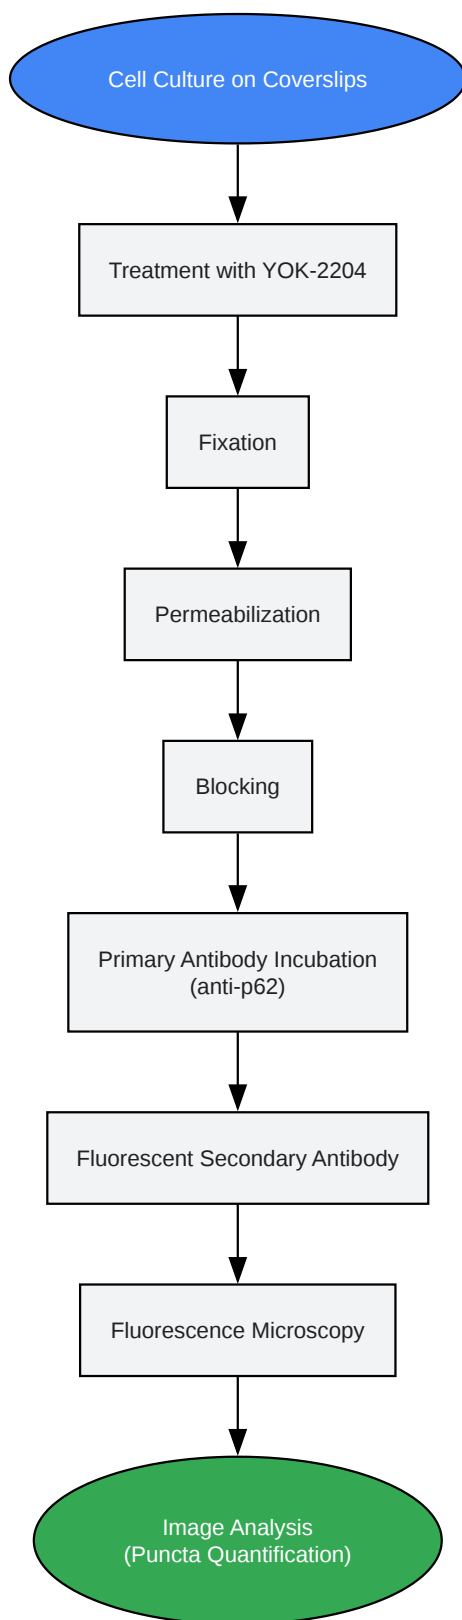 Cell Culture on Coverslips
Treatment with YOK-2204
Fixation
Permeabilization
Blocking
Primary Antibody Incubation
(anti-p62)
Fluorescent Secondary Antibody
Fluorescence Microscopy
Image Analysis
(Puncta Quantification)